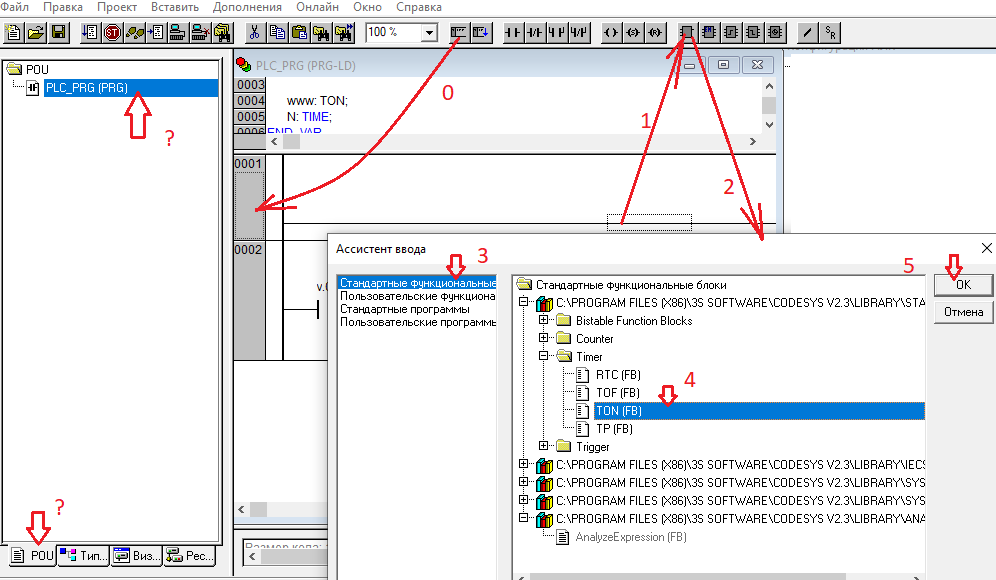 Файл Правка Проект Вставить Дополнения Онлайн Окно Справка
100 %
POU
PLC_PRG (PRG)
?
PLC_PRG (PRG-LD)
0003
0004 www: TON;
0005 N: TIME;
0006 END_VAR
0
1
2
0001
0002
Ассистент ввода
3
5
Стандартные функциональные
Пользовательские функциона
Стандартные программы
Пользовательские программы
Стандартные функциональные блоки
C:\PROGRAM FILES (X86)\3S SOFTWARE\CODESYS V2.3\LIBRARY\STA
Bistable Function Blocks
Counter
Timer
RTC (FB)
TOF (FB)
4
TON (FB)
TP (FB)
Trigger
C:\PROGRAM FILES (X86)\3S SOFTWARE\CODESYS V2.3\LIBRARY\IECS
C:\PROGRAM FILES (X86)\3S SOFTWARE\CODESYS V2.3\LIBRARY\SYS
C:\PROGRAM FILES (X86)\3S SOFTWARE\CODESYS V2.3\LIBRARY\SYS
C:\PROGRAM FILES (X86)\3S SOFTWARE\CODESYS V2.3\LIBRARY\ANA
AnalyzeExpression (FB)
OK
Отмена
?
POU Тип... Виз... Рес...